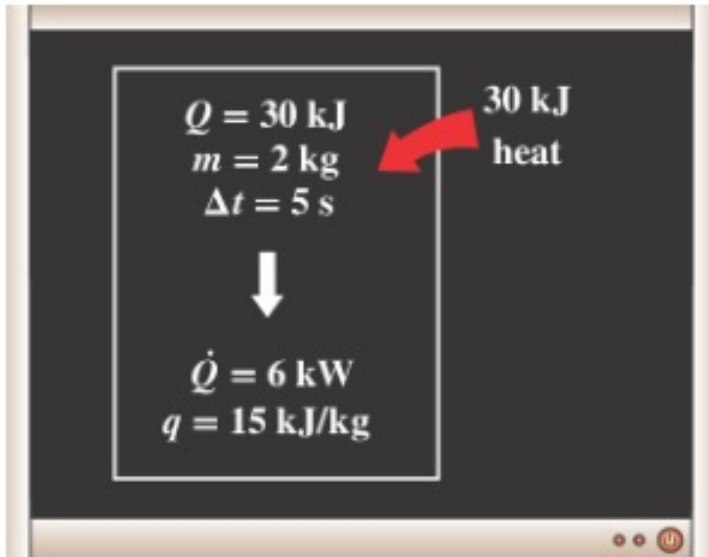 Q = 30 kJ
m = 2 kg
Δt = 5 s
30 kJ
heat
Q̇ = 6 kW
q = 15 kJ/kg